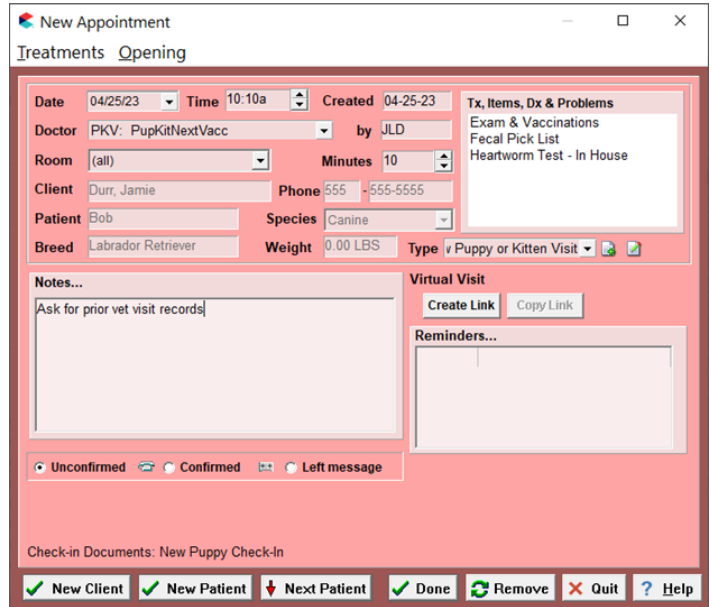 New Appointment
Treatments Opening
Date 04/25/23 Time 10:10a Created 04-25-23
Doctor PKV: PupKitNextVacc by JLD
Room (all) Minutes 10
Client Durr, Jamie Phone 555 - 555-5555
Patient Bob Species Canine
Breed Labrador Retriever Weight 0.00 LBS
Tx, Items, Dx & Problems
Exam & Vaccinations
Fecal Pick List
Heartworm Test - In House
Type Puppy or Kitten Visit
Notes...
Ask for prior vet visit records
Virtual Visit
Create Link Copy Link
Reminders...
Unconfirmed Confirmed Left message
Check-in Documents: New Puppy Check-In
New Client New Patient Next Patient Done Remove Quit ? Help